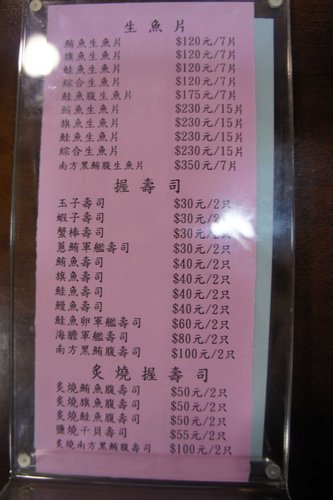 生魚片
鮪魚生魚片 $120元/7片
旗魚生魚片 $120元/7片
鮭魚生魚片 $120元/7片
綜合生魚片 $120元/7片
鮭魚腹生魚片 $175元/7片
鮪魚生魚片 $230元/15片
旗魚生魚片 $230元/15片
鮭魚生魚片 $230元/15片
綜合生魚片 $230元/15片
南方黑鮪腹生魚片 $350元/7片
握壽司
玉子壽司 $30元/2只
蝦子壽司 $30元/2只
蟹棒壽司 $30元/2只
蔥鮪軍艦壽司 $30元/2只
鮪魚壽司 $40元/2只
旗魚壽司 $40元/2只
鮭魚壽司 $40元/2只
鰻魚壽司 $40元/2只
鮭魚卵軍艦壽司 $60元/2只
海膽軍艦壽司 $80元/2只
南方黑鮪腹壽司 $100元/2只
炙燒握壽司
炙燒鮪魚腹壽司 $50元/2只
炙燒旗魚腹壽司 $50元/2只
炙燒鮭魚腹壽司 $50元/2只
鹽燒干貝壽司 $55元/2只
炙燒南方黑鮪腹壽司 $100元/2只